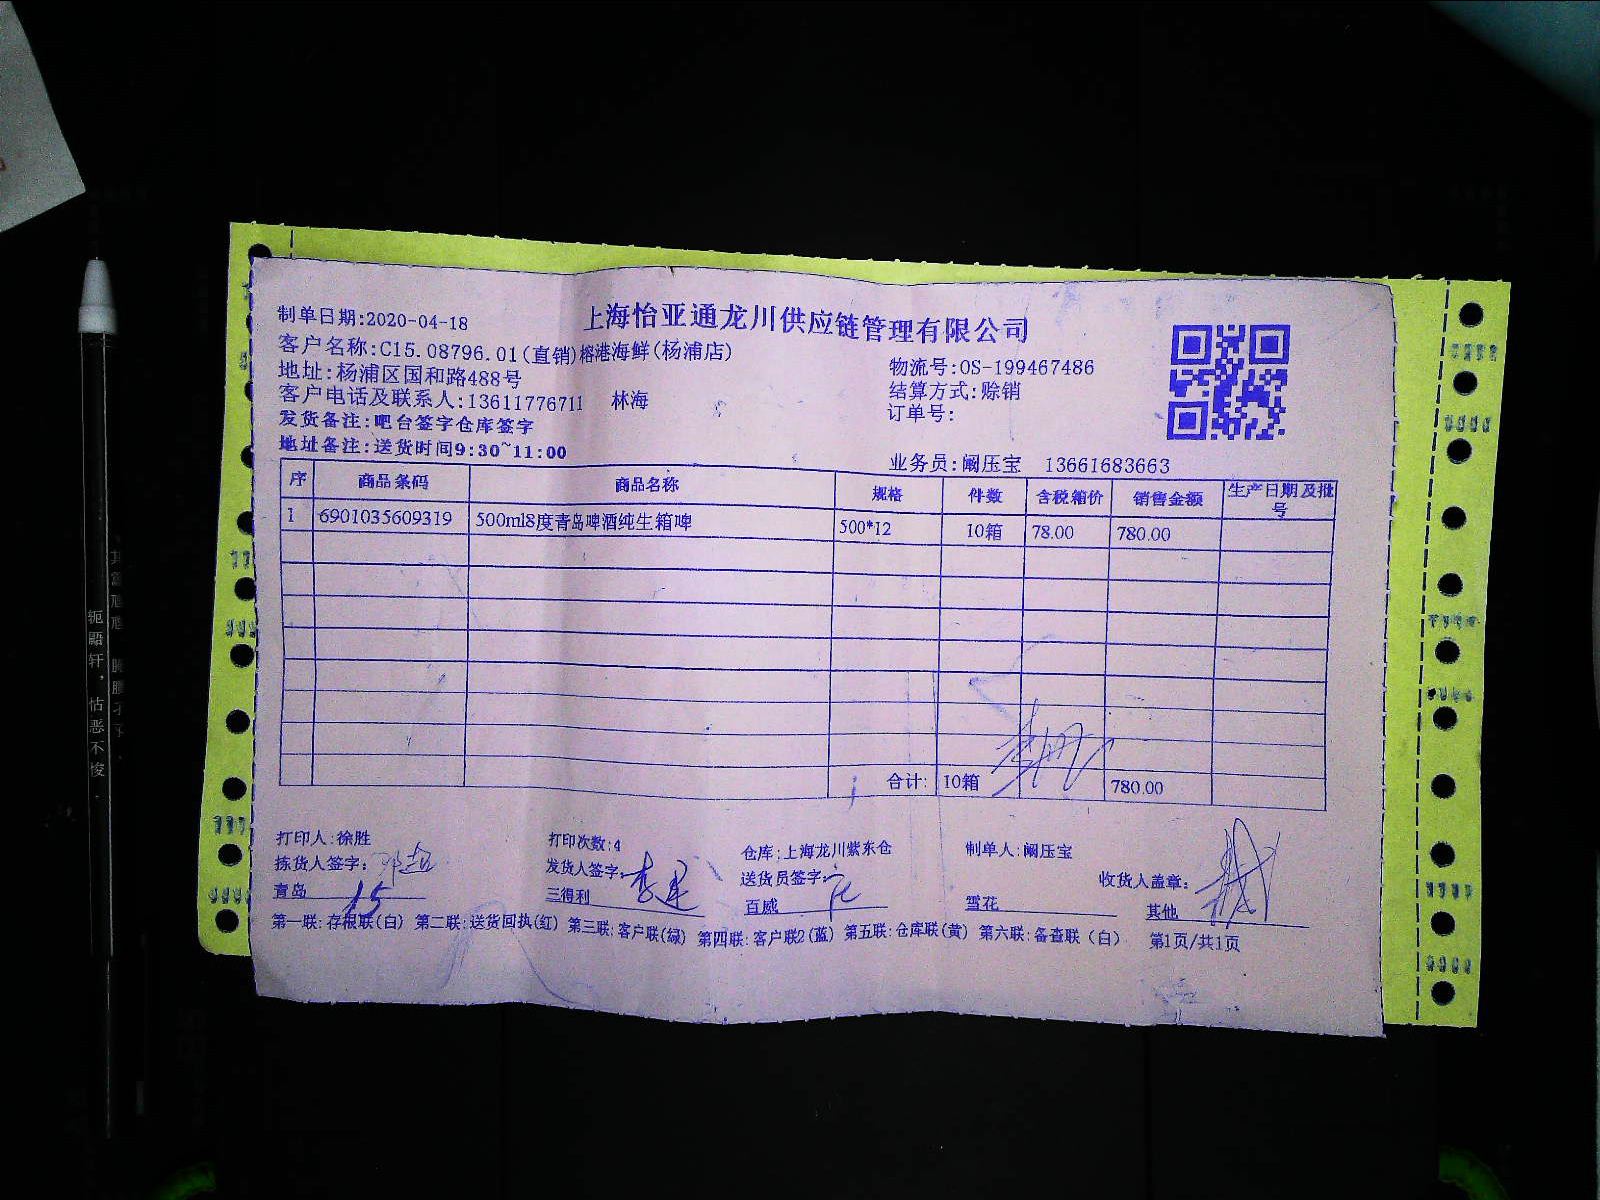 上海怡亚通龙川供应链管理有限公司
制单日期:2020-04-18
客户名称:C15.08796.01(直销)榕港海鲜(杨浦店)
物流号:OS-199467486
地址:杨浦区国和路488号
结算方式:赊销
客户电话及联系人:13611776711 林海
订单号:
发货备注:吧台签字仓库签字
地址备注:送货时间9:30~11:00
业务员:阚压宝 13661683663
序 商品条码 商品名称 规格 件数 含税箱价 销售金额 生产日期及批号
1 6901035609319 500ml8度青岛啤酒纯生箱啤 500*12 10箱 78.00 780.00
合计: 10箱 780.00
打印人:徐胜 打印次数:4 仓库:上海龙川紫东仓 制单人:阚压宝
拣货人签字: 发货人签字: 送货员签字: 收货人盖章:
青岛 15 三得利 百威 雪花 其他
第一联:存根联(白) 第二联:送货回执(红) 第三联:客户联(绿) 第四联:客户联2(蓝) 第五联:仓库联(黄) 第六联:备查联(白) 第1页/共1页